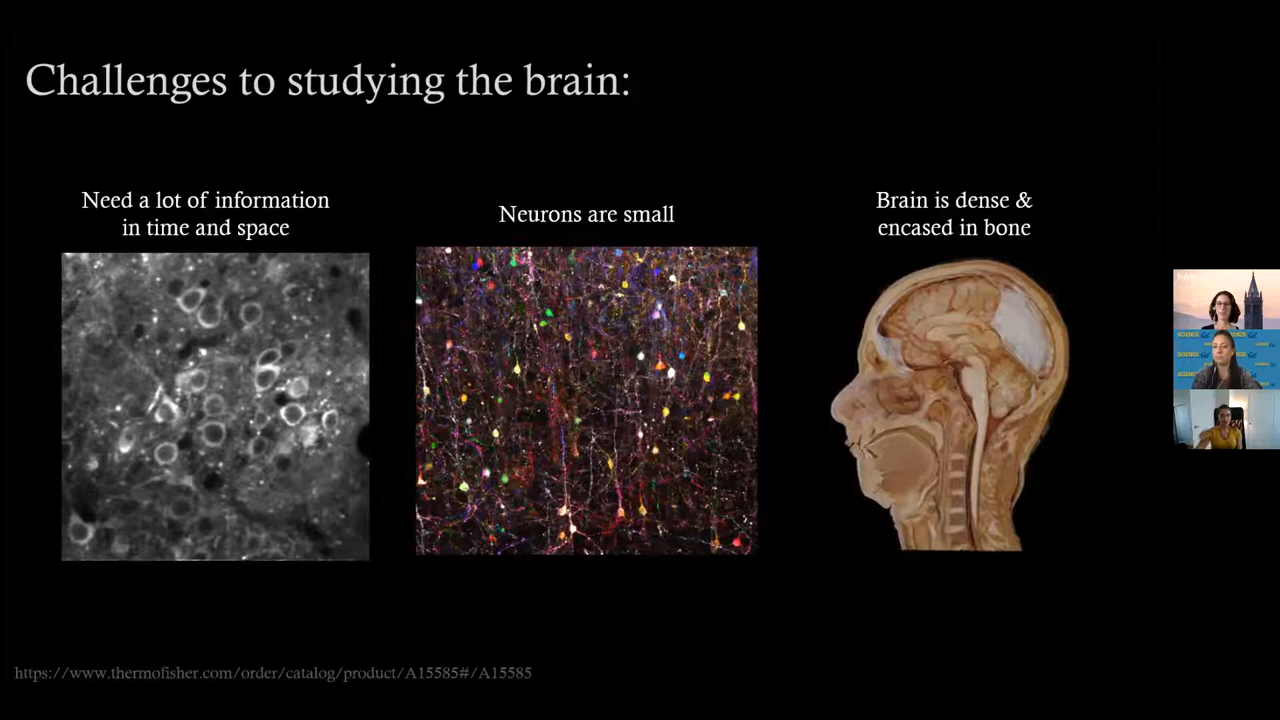 Challenges to studying the brain:
Need a lot of information
in time and space
Neurons are small
Brain is dense &
encased in bone
https://www.thermofisher.com/order/catalog/product/A15585#/A15585